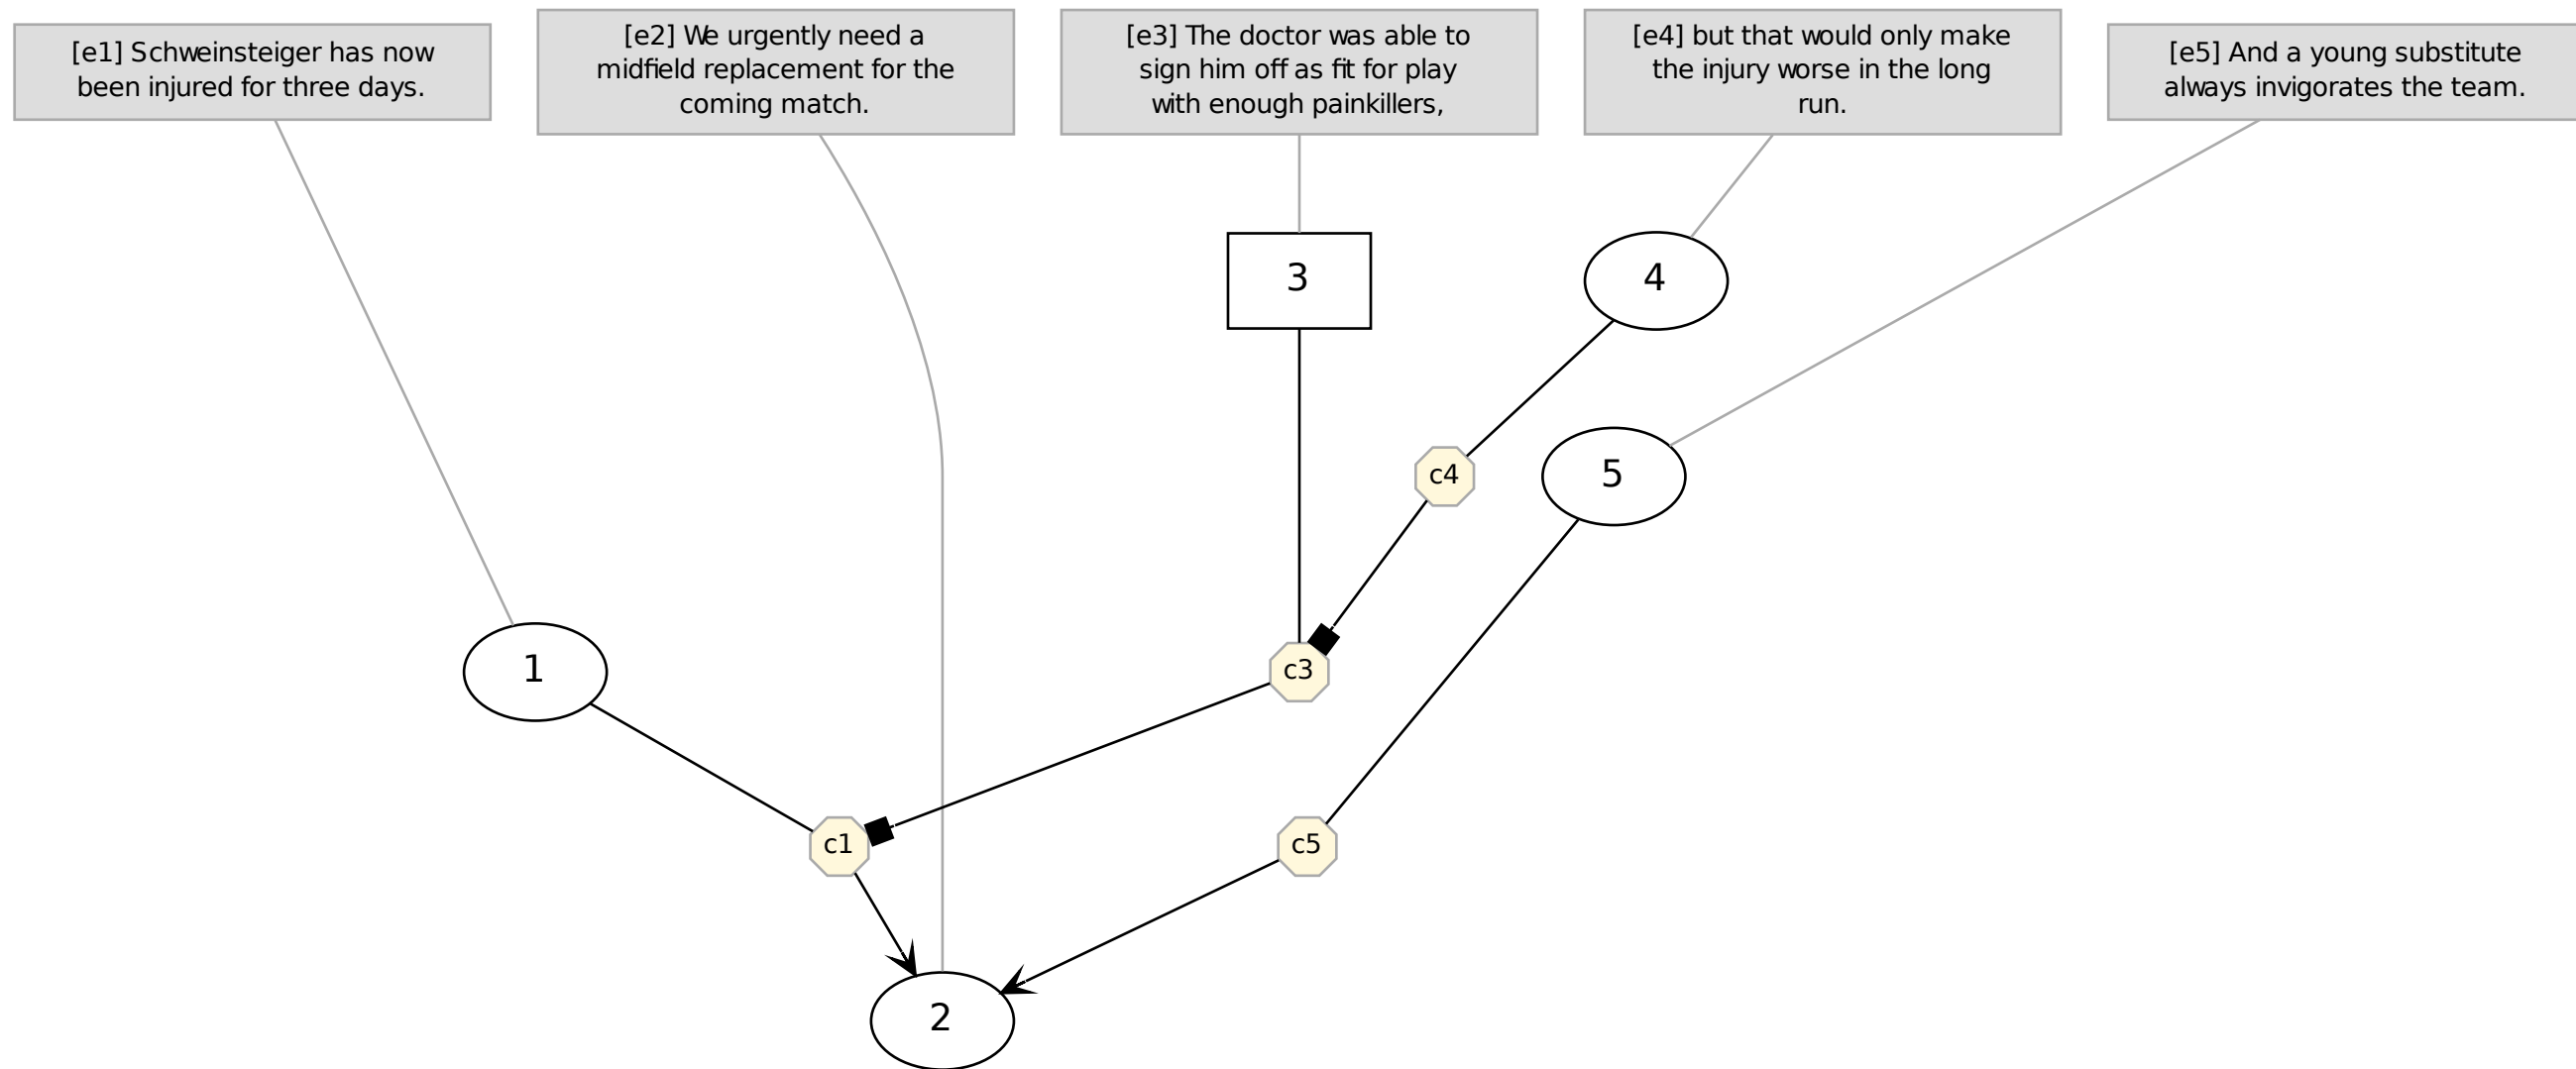 [e1] Schweinsteiger has now
been injured for three days.
[e2] We urgently need a
midfield replacement for the
coming match.
[e3] The doctor was able to
sign him off as fit for play
with enough painkillers,
[e4] but that would only make
the injury worse in the long
run.
[e5] And a young substitute
always invigorates the team.
3
4
c4
5
1
c3
c1
c5
2